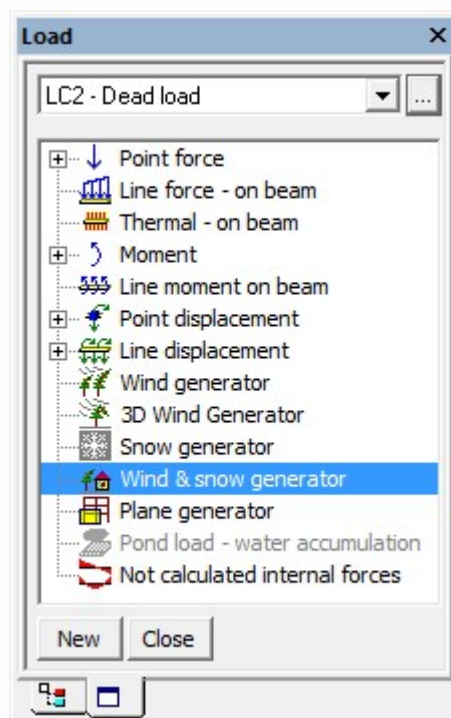 Load
LC2 - Dead load
...
Point force
Line force - on beam
Thermal - on beam
Moment
Line moment on beam
Point displacement
Line displacement
Wind generator
3D Wind Generator
Snow generator
Wind & snow generator
Plane generator
Pond load - water accumulation
Not calculated internal forces
New Close